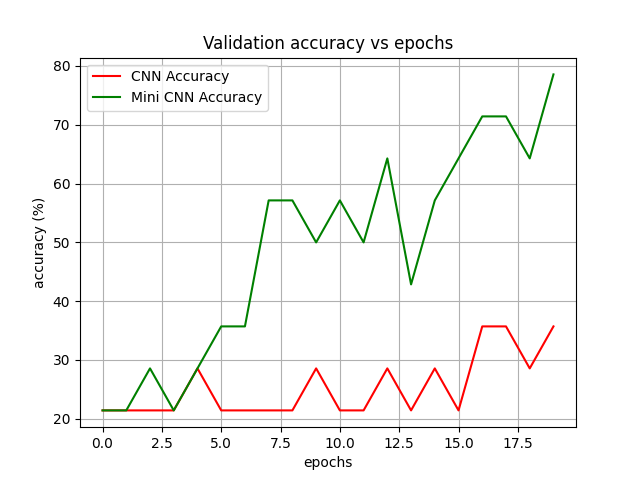 Validation accuracy vs epochs
CNN Accuracy
Mini CNN Accuracy
accuracy (%)
80
70
60
50
40
30
20
0.0 2.5 5.0 7.5 10.0 12.5 15.0 17.5
epochs